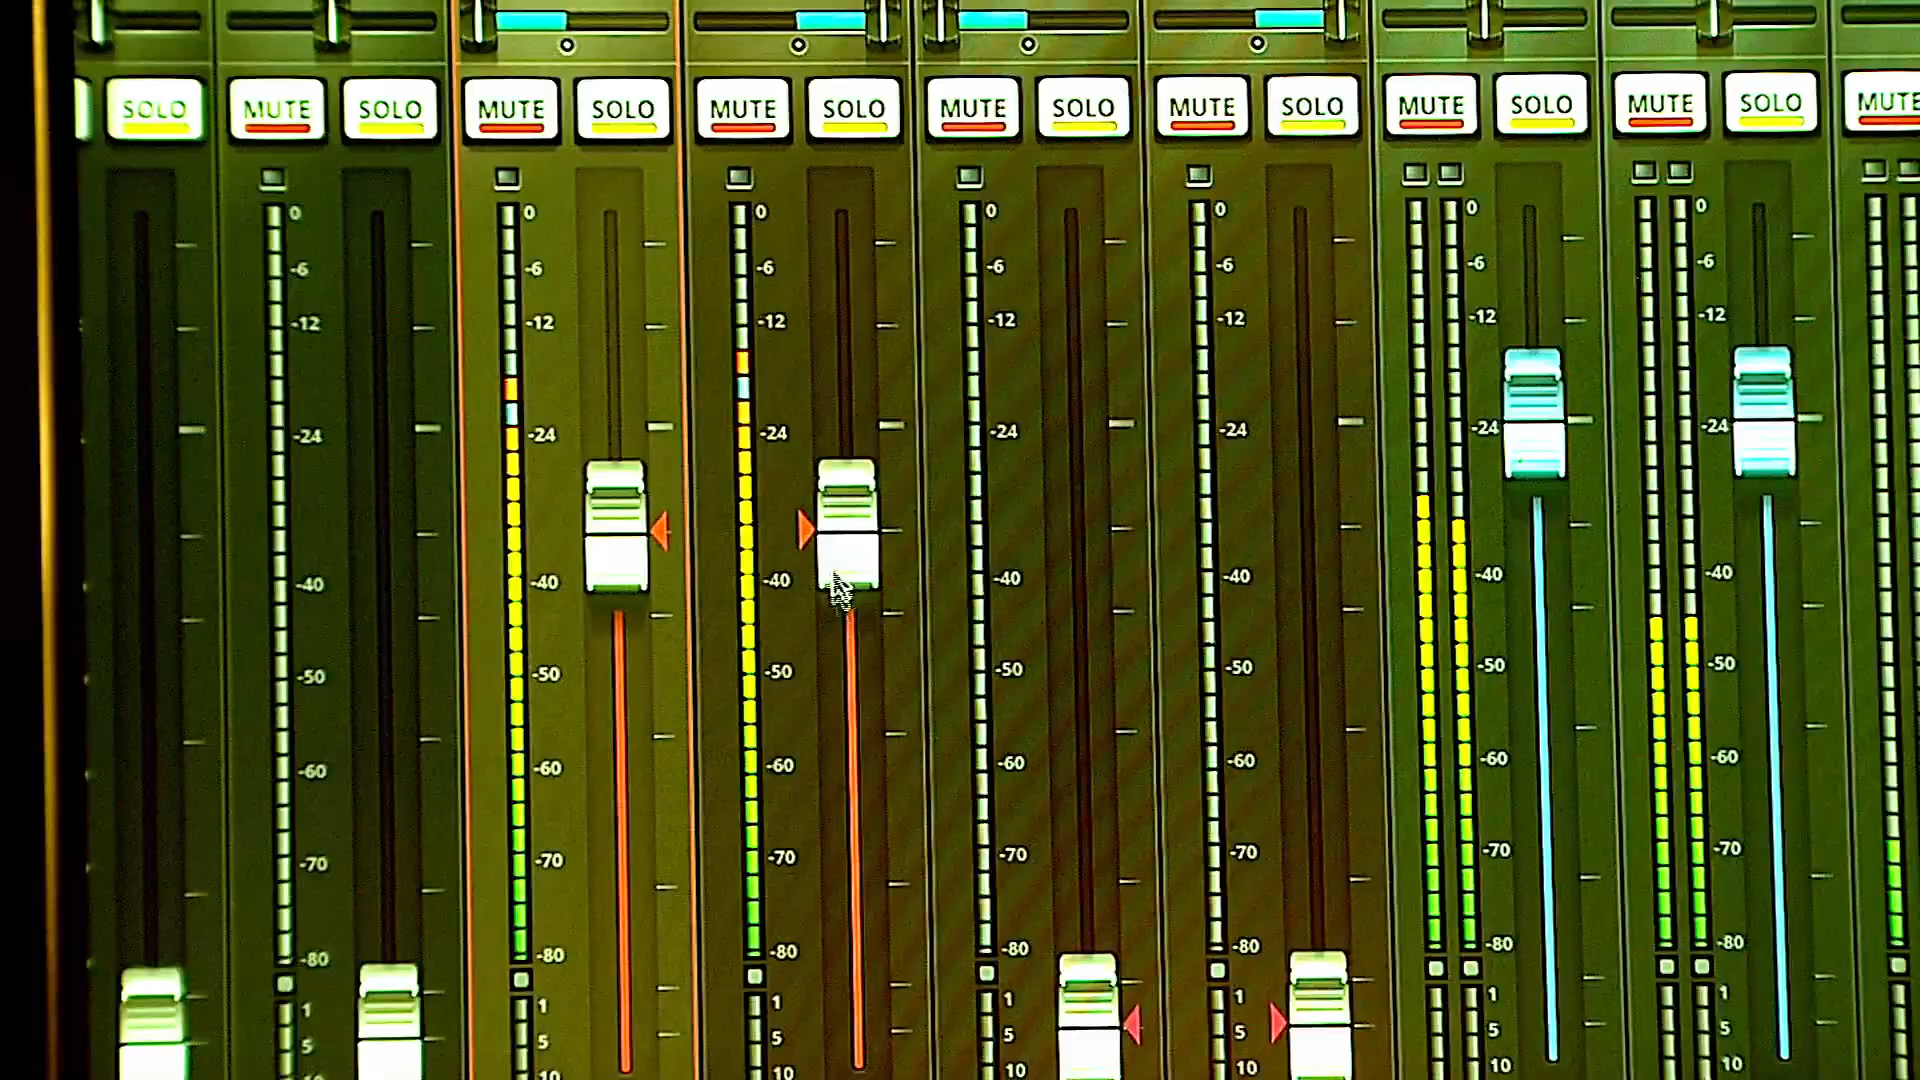 SOLO MUTE SOLO MUTE SOLO MUTE SOLO MUTE SOLO MUTE SOLO MUTE SOLO MUTE SOLO MUTE
0 0 0 0 0 0 0
-6 -6 -6 -6 -6 -6 -6
-12 -12 -12 -12 -12 -12 -12
-24 -24 -24 -24 -24 -24 -24
-40 -40 -40 -40 -40 -40 -40
-50 -50 -50 -50 -50 -50 -50
-60 -60 -60 -60 -60 -60 -60
-70 -70 -70 -70 -70 -70 -70
-80 -80 -80 -80 -80 -80 -80
1 1 1 1 1 1 1
5 5 5 5 5 5 5
10 10 10 10 10 10